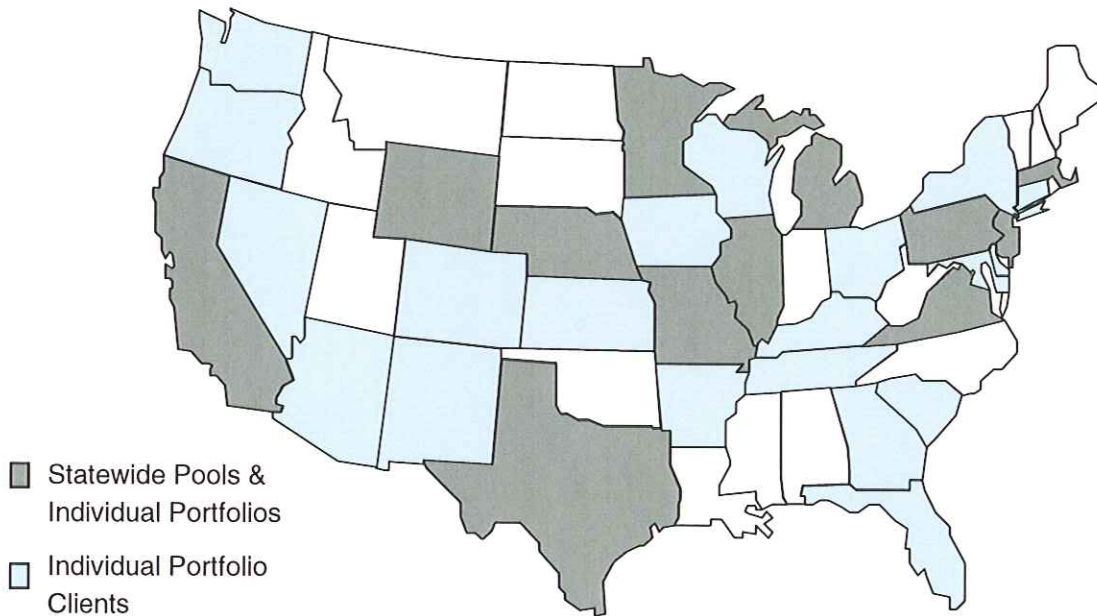 Statewide Pools &
Individual Portfolios
Individual Portfolio
Clients